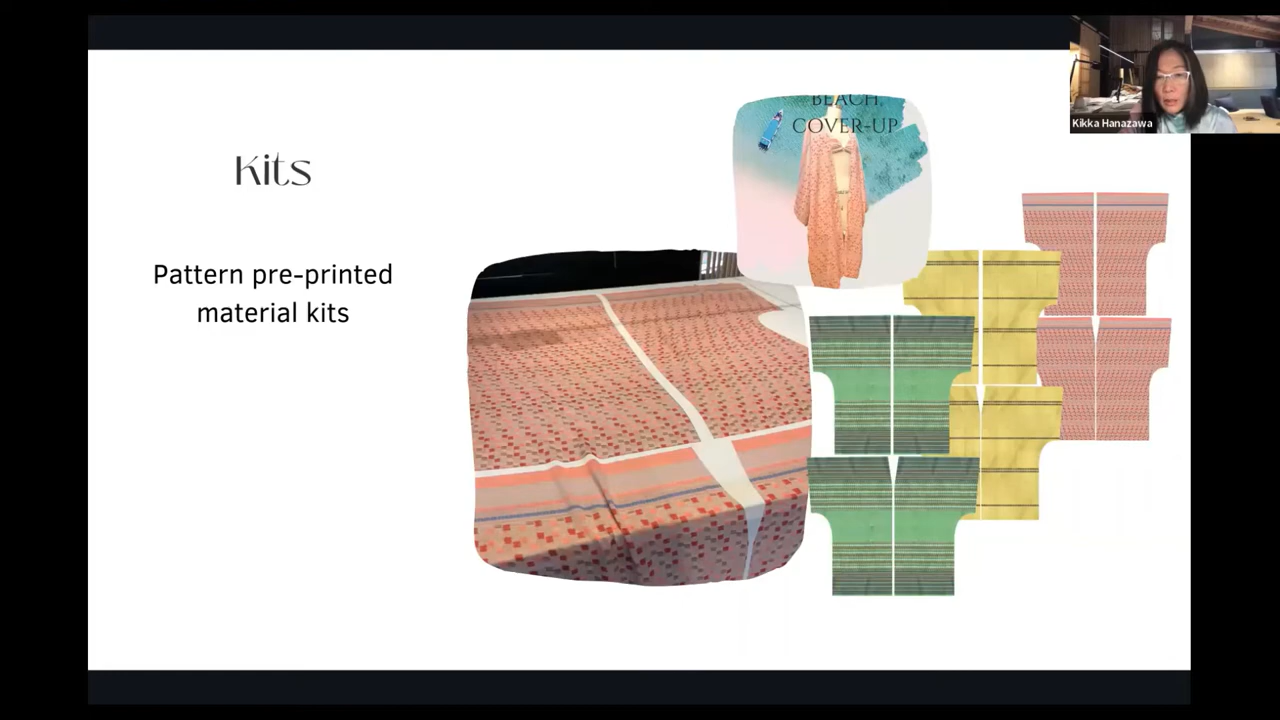 Kits
Pattern pre-printed
material kits
BEACH
COVER-UP
Kikka Hanazawa